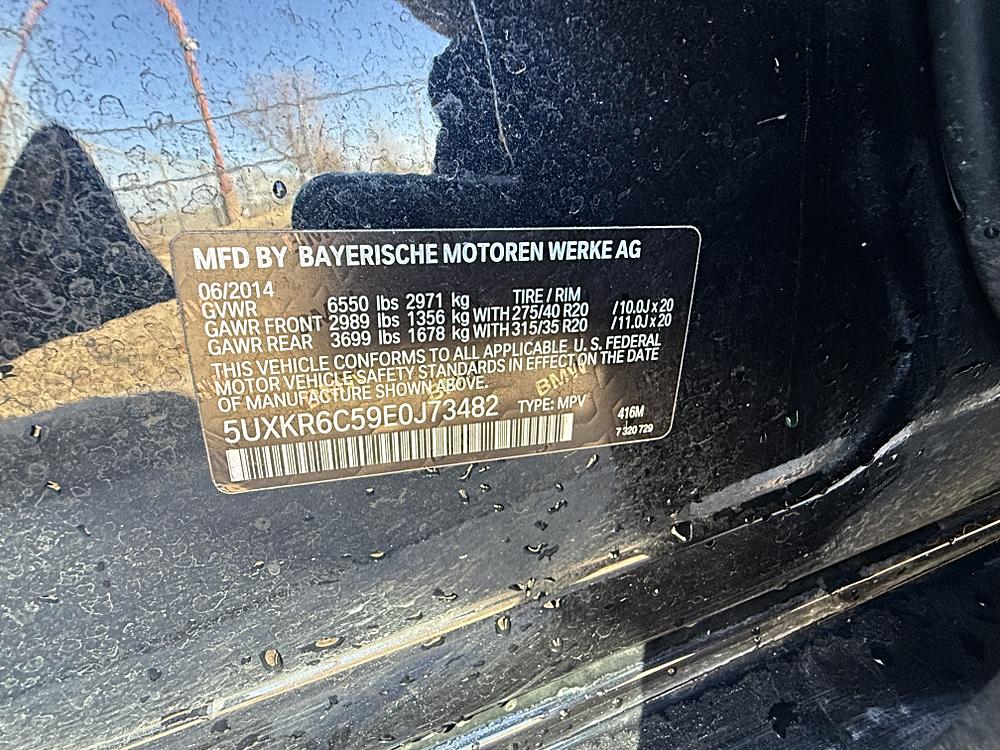 MFD BY BAYERISCHE MOTOREN WERKE AG
06/2014 TIRE / RIM
GVWR 6550 lbs 2971 kg
GAWR FRONT 2989 lbs 1356 kg WITH 275/40 R20 /10.0J x 20
GAWR REAR 3699 lbs 1678 kg WITH 315/35 R20 /11.0J x 20
THIS VEHICLE CONFORMS TO ALL APPLICABLE U. S. FEDERAL
MOTOR VEHICLE SAFETY STANDARDS IN EFFECT ON THE DATE
OF MANUFACTURE SHOWN ABOVE.
BMW
5UXKR6C59E0J73482 TYPE: MPV 416M
7 320 729